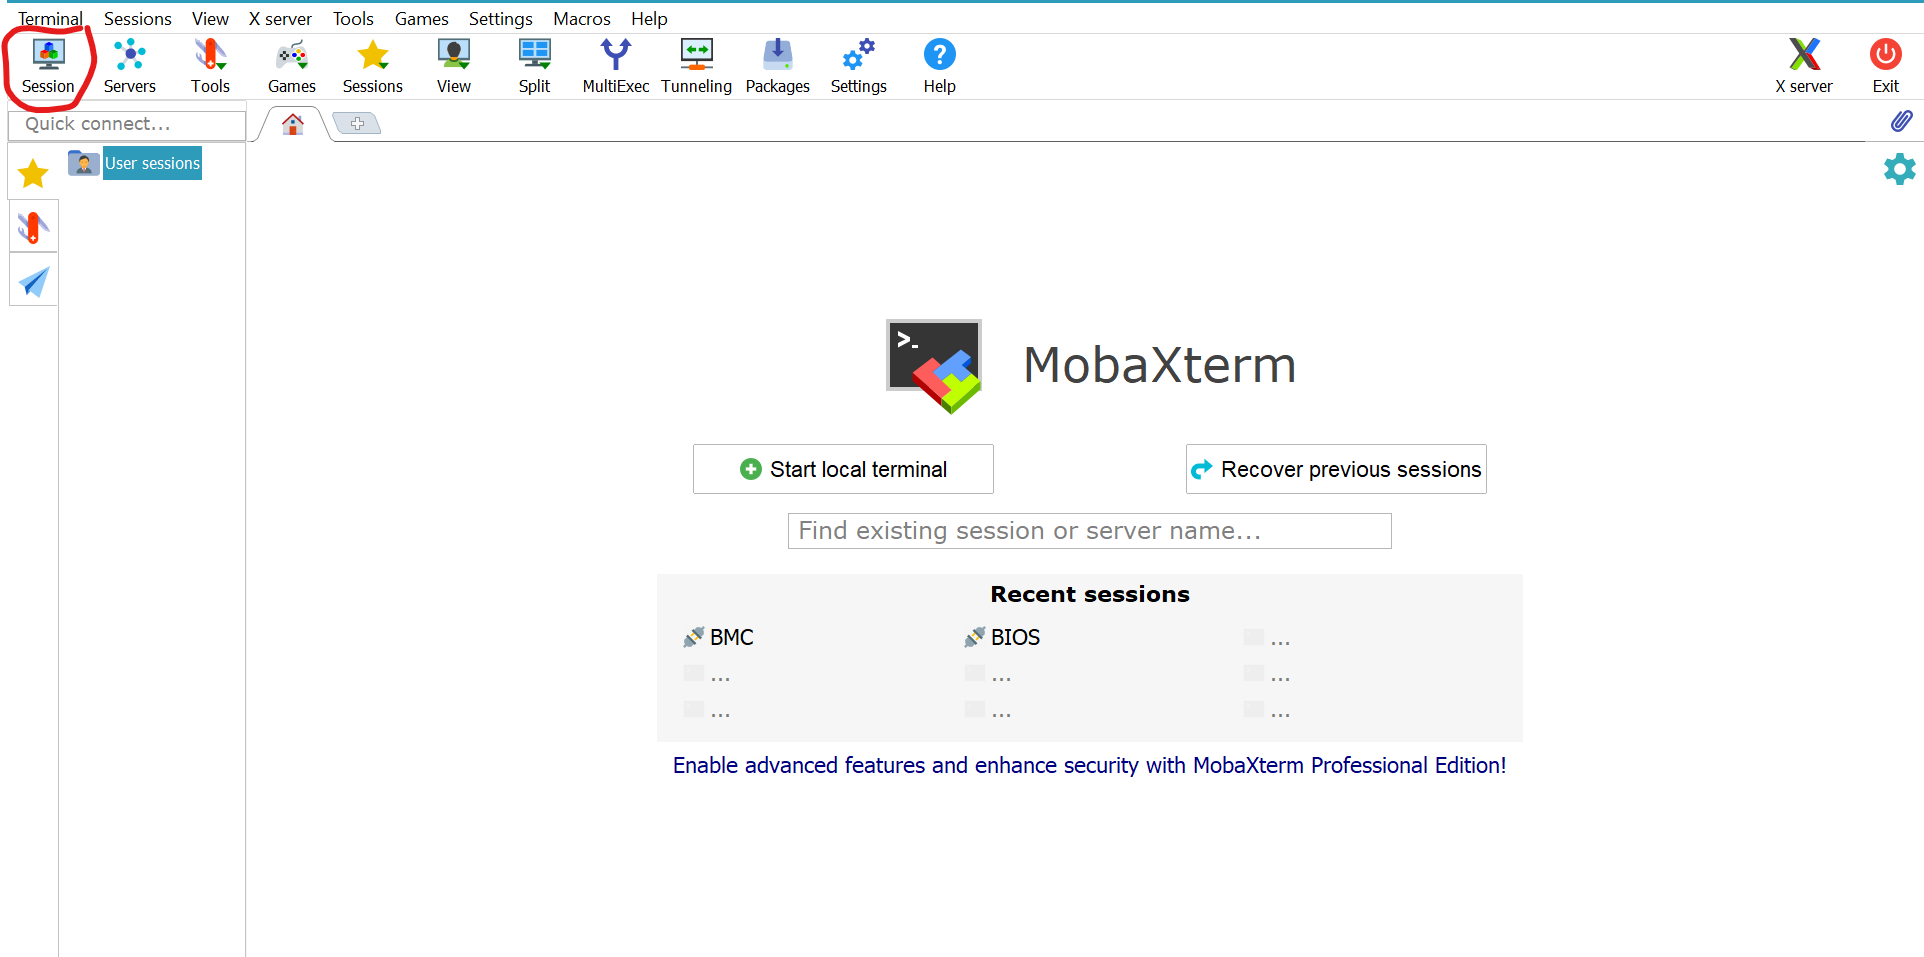 Terminal Sessions View X server Tools Games Settings Macros Help
Session Servers Tools Games Sessions View Split MultiExec Tunneling Packages Settings Help X server Exit
Quick connect...
User sessions
>_
MobaXterm
Start local terminal Recover previous sessions
Find existing session or server name...
Recent sessions
BMC BIOS ...
... ... ...
... ... ...
Enable advanced features and enhance security with MobaXterm Professional Edition!